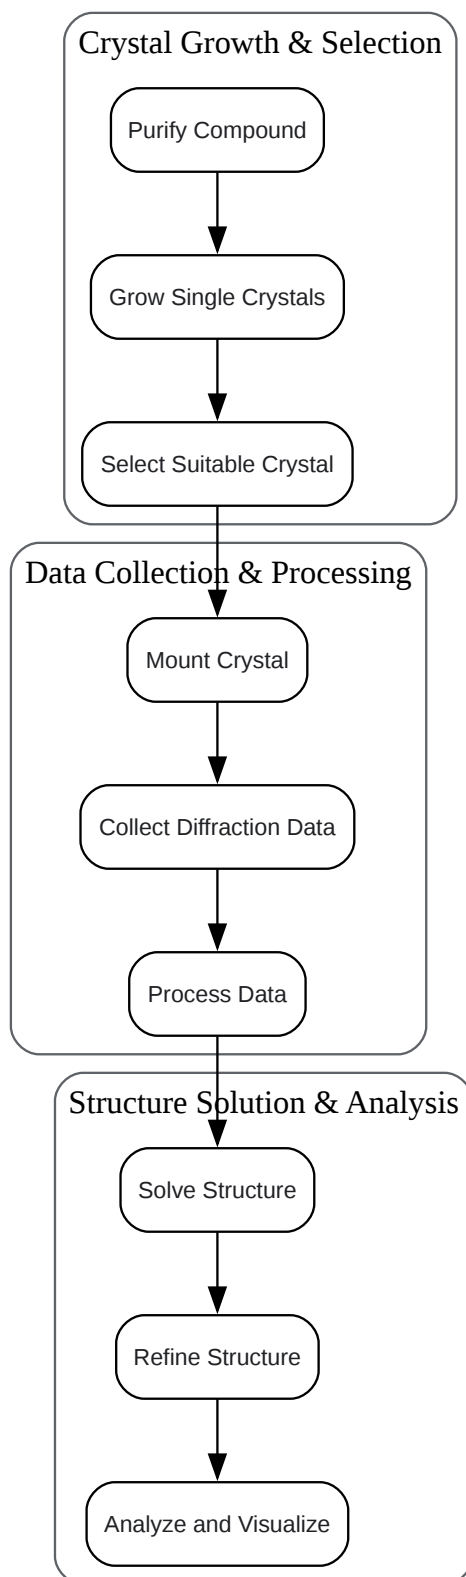 Crystal Growth & Selection
Purify Compound
Grow Single Crystals
Select Suitable Crystal
Data Collection & Processing
Mount Crystal
Collect Diffraction Data
Process Data
Structure Solution & Analysis
Solve Structure
Refine Structure
Analyze and Visualize